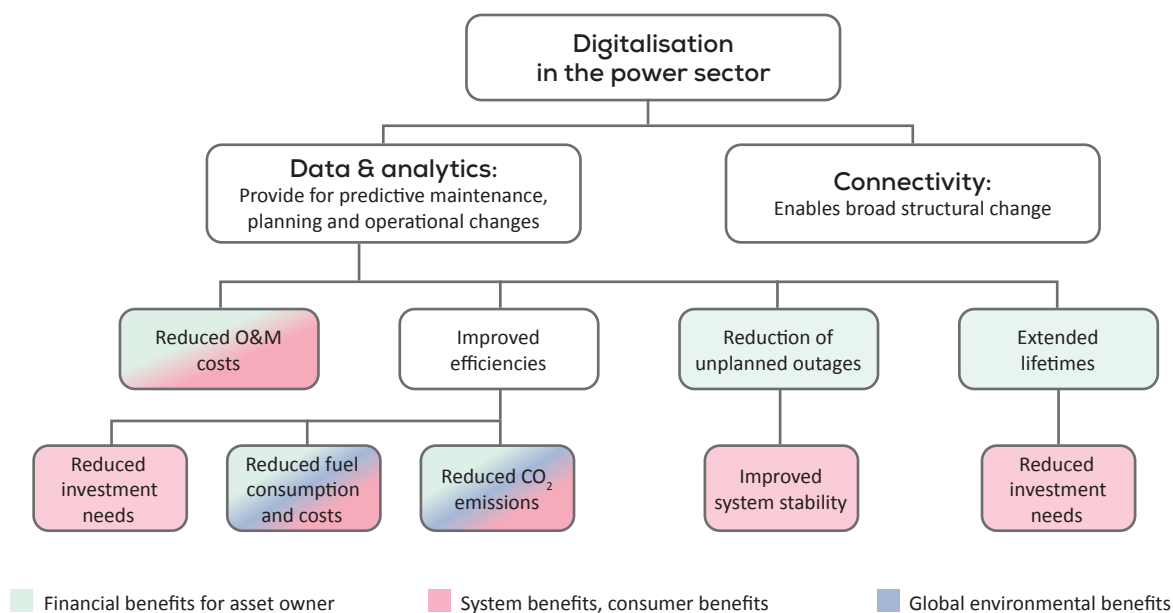 Digitalisation
in the power sector
Data & analytics:
Provide for predictive maintenance,
planning and operational changes
Connectivity:
Enables broad structural change
Reduced O&M
costs
Improved
efficiencies
Reduction of
unplanned outages
Extended
lifetimes
Reduced
investment
needs
Reduced fuel
consumption
and costs
Reduced CO₂
emissions
Improved
system stability
Reduced
investment
needs
Financial benefits for asset owner
System benefits, consumer benefits
Global environmental benefits